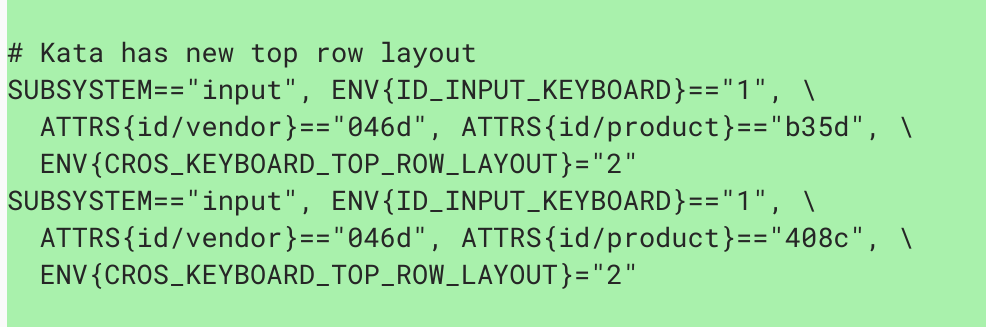 # Kata has new top row layout
SUBSYSTEM=="input", ENV{ID_INPUT_KEYBOARD}=="1", \
  ATTRS{id/vendor}=="046d", ATTRS{id/product}=="b35d", \
  ENV{CROS_KEYBOARD_TOP_ROW_LAYOUT}="2"
SUBSYSTEM=="input", ENV{ID_INPUT_KEYBOARD}=="1", \
  ATTRS{id/vendor}=="046d", ATTRS{id/product}=="408c", \
  ENV{CROS_KEYBOARD_TOP_ROW_LAYOUT}="2"